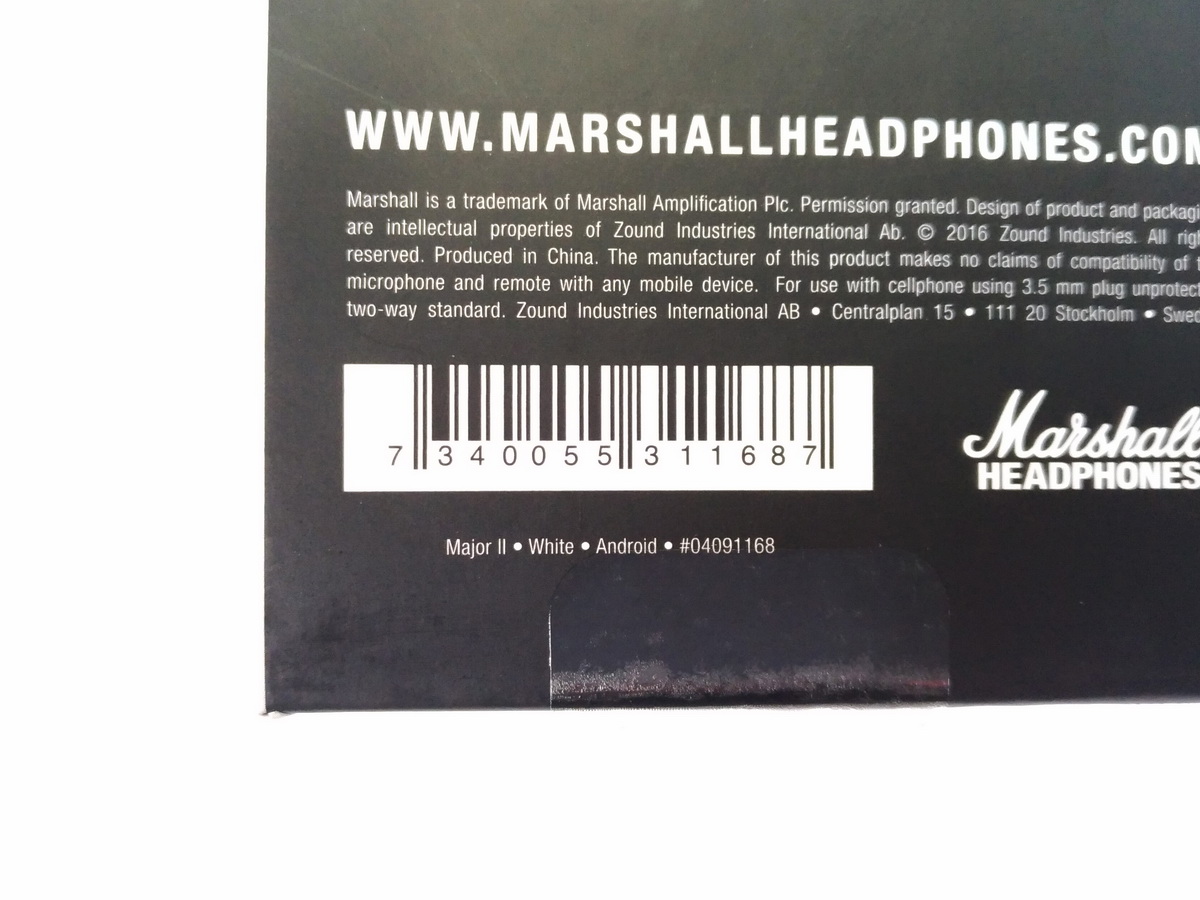 WWW.MARSHALLHEADPHONES.COM
Marshall is a trademark of Marshall Amplification Plc. Permission granted. Design of product and
are intellectual properties of Zound Industries International Ab. © 2016 Zound Industries. All
reserved. Produced in China. The manufacturer of this product makes no claims of compatibility of
microphone and remote with any mobile device. For use with cellphone using 3.5 mm plug
two-way standard. Zound Industries International AB • Centralplan 15 • 111 20 Stockholm •
7 340055 311687
Marshall
HEADPHONES
Major II • White • Android • #04091168